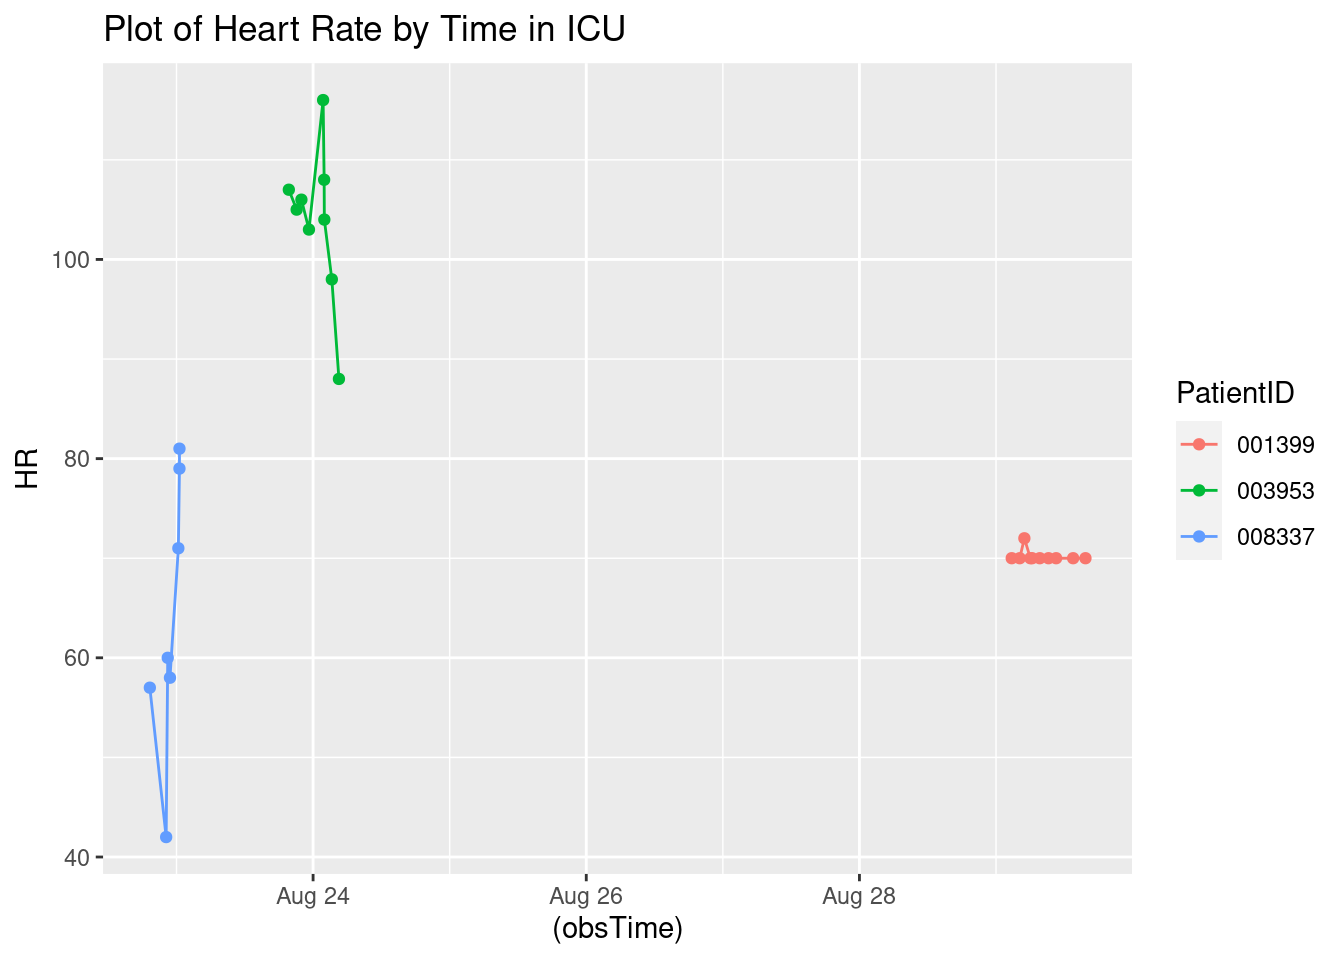 Plot of Heart Rate by Time in ICU
HR
100
80
60
40
Aug 24
Aug 26
Aug 28
(obsTime)
PatientID
001399
003953
008337